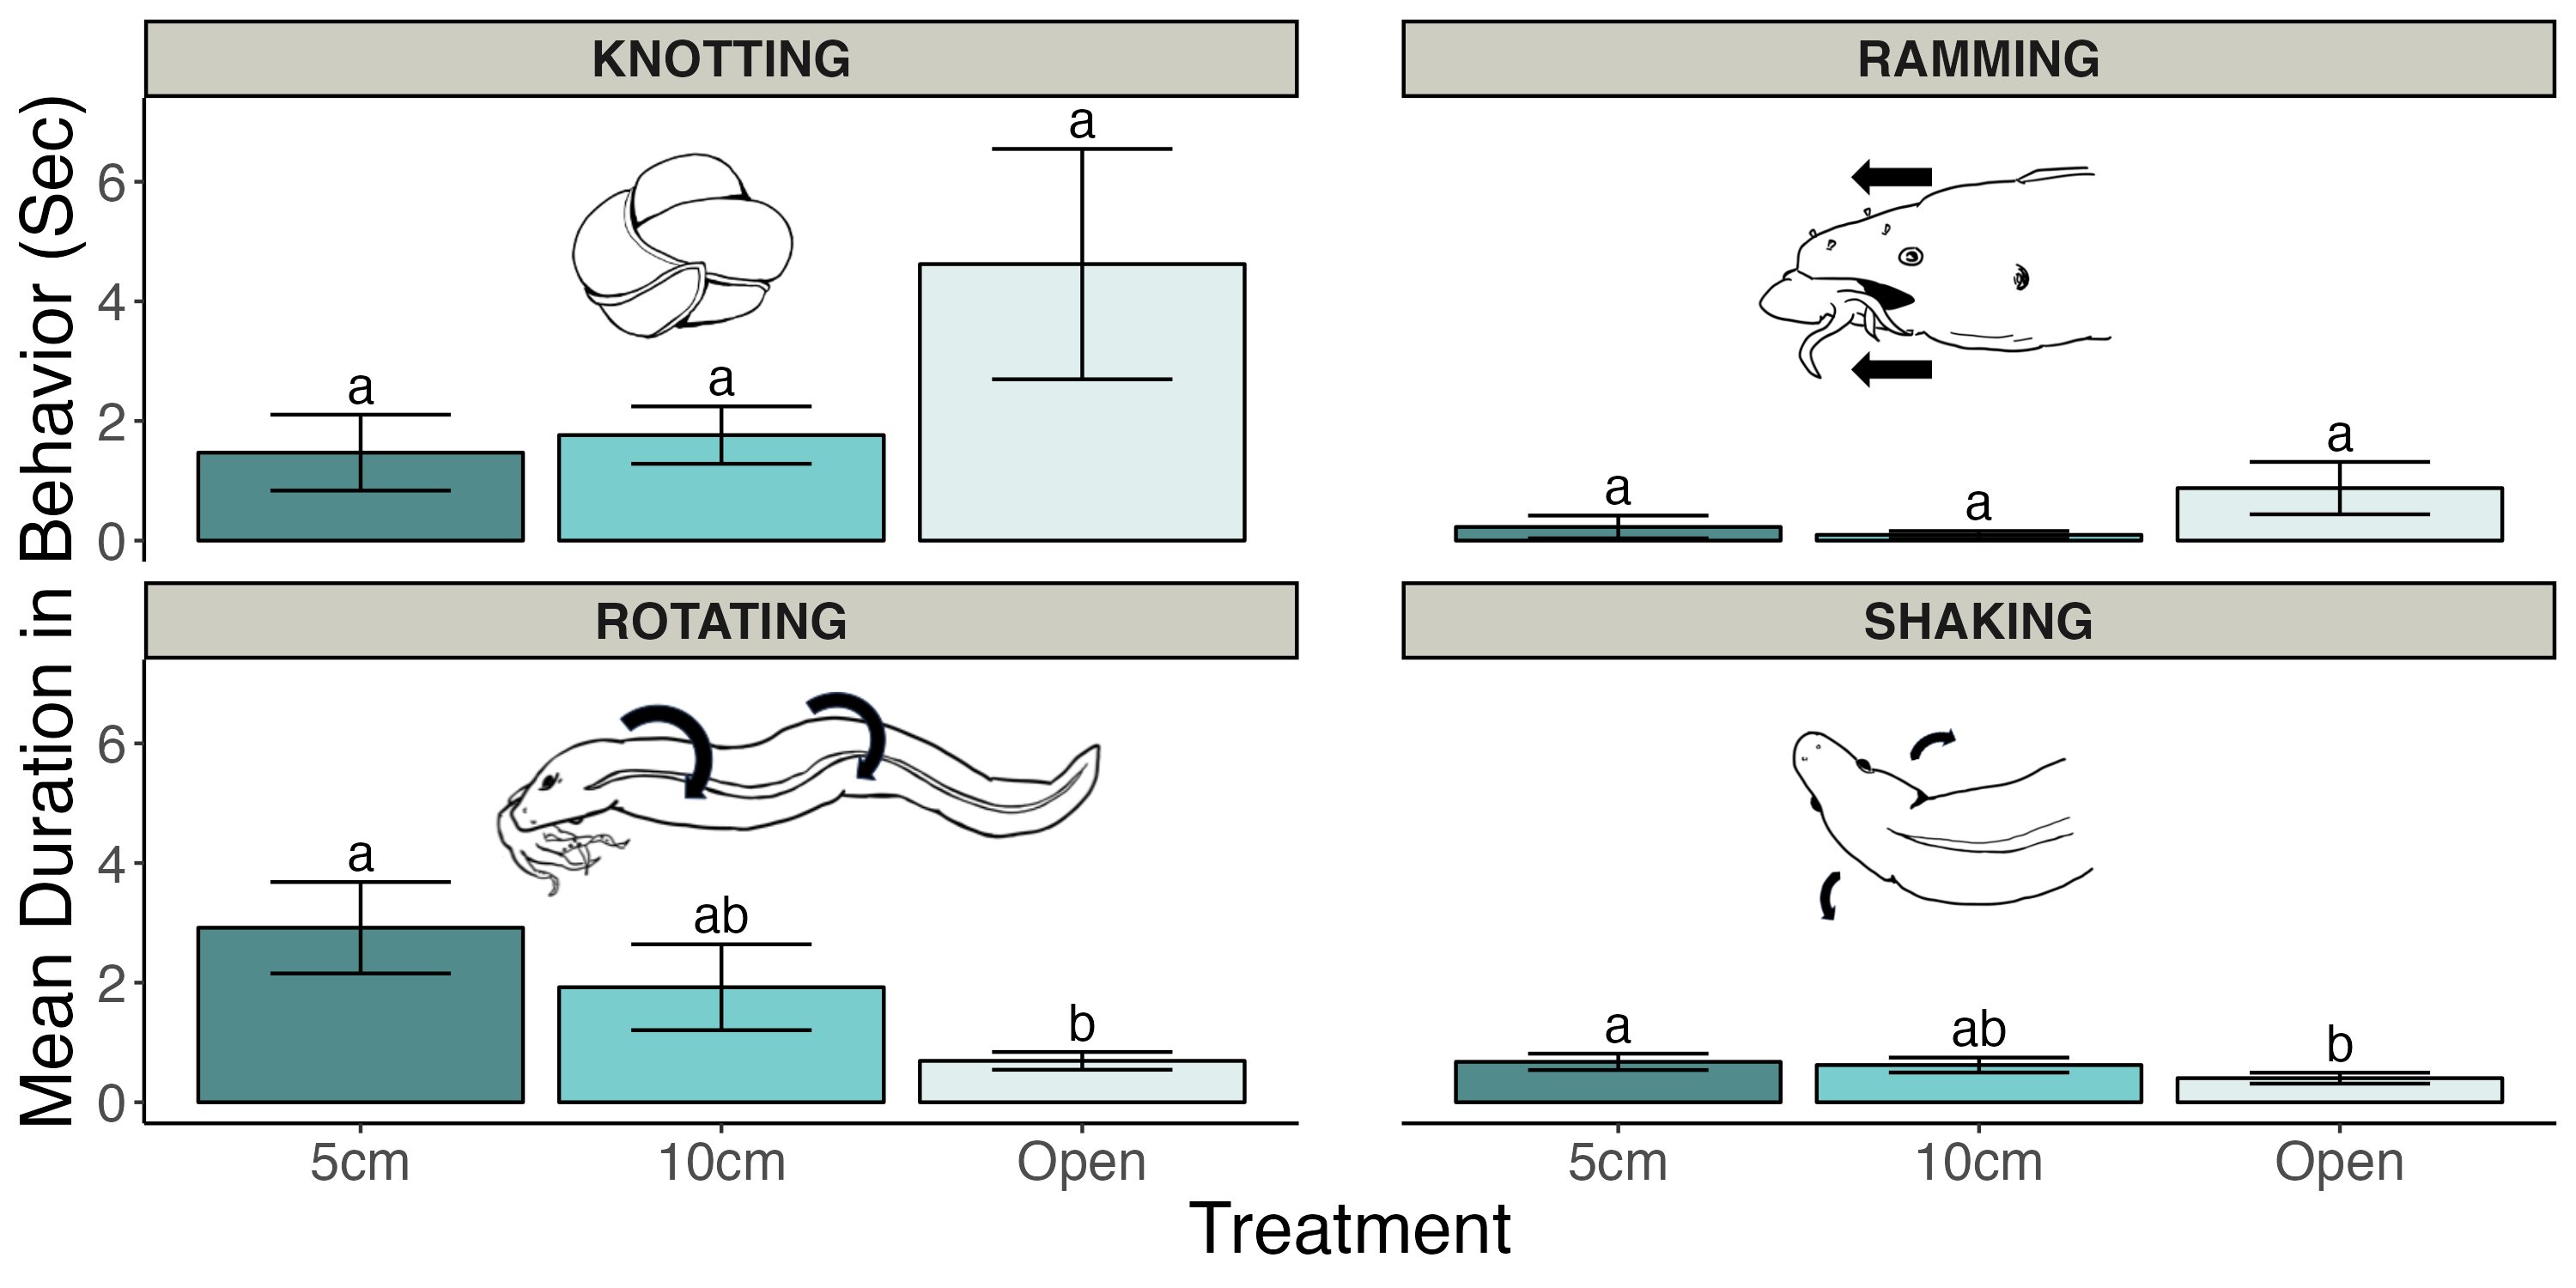 KNOTTING
RAMMING
Mean Duration in Behavior (Sec)
6
4
2
0
a
a
a
a
a
a
ROTATING
SHAKING
6
4
2
0
a
ab
b
a
ab
b
5cm
10cm
Open
5cm
10cm
Open
Treatment